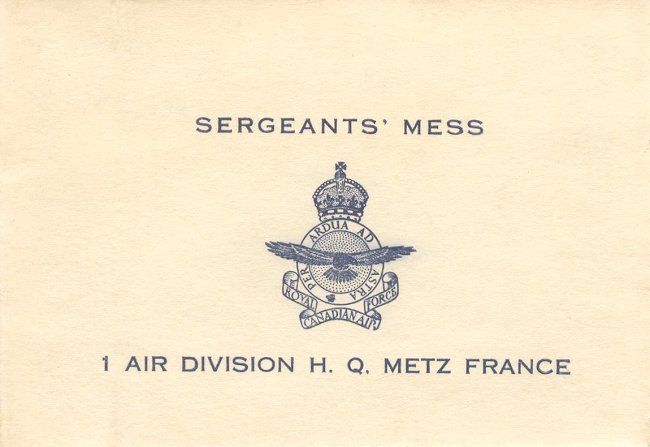 SERGEANTS' MESS
PER ARDUA AD ASTRA
ROYAL CANADIAN AIR FORCE
1 AIR DIVISION H. Q. METZ FRANCE